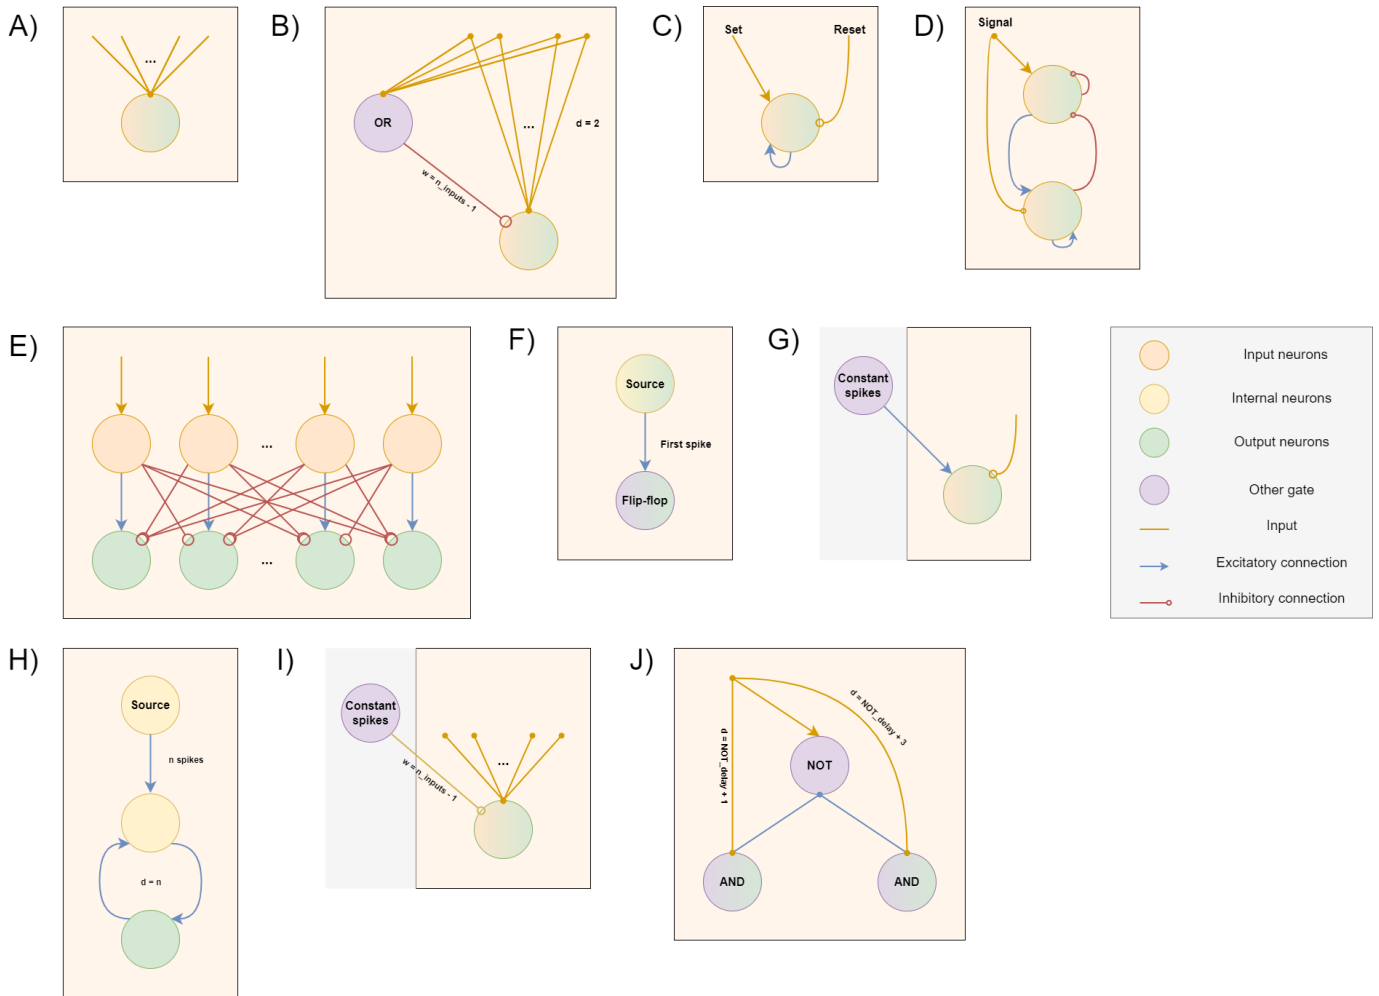 A)
...
B)
OR
...
d = 2
w = n_inputs - 1
C)
Set
Reset
D)
Signal
E)
...
...
F)
Source
First spike
Flip-flop
G)
Constant
spikes
Input neurons
Internal neurons
Output neurons
Other gate
Input
Excitatory connection
Inhibitory connection
H)
Source
n spikes
d = n
I)
Constant
spikes
...
w = n_inputs - 1
J)
d = NOT_delay + 3
d = NOT_delay + 1
NOT
AND
AND